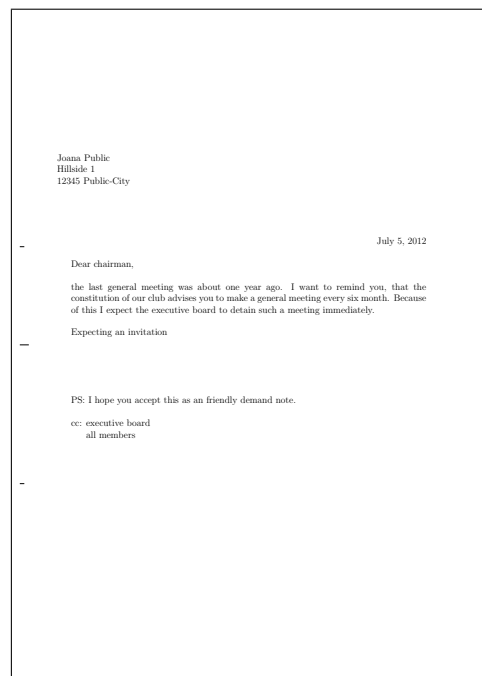 Joana Public
Hillside 1
12345 Public-City
July 5, 2012
Dear chairman,
the last general meeting was about one year ago. I want to remind you, that the
constitution of our club advises you to make a general meeting every six month. Because
of this I expect the executive board to detain such a meeting immediately.
Expecting an invitation
PS: I hope you accept this as an friendly demand note.
cc: executive board
all members